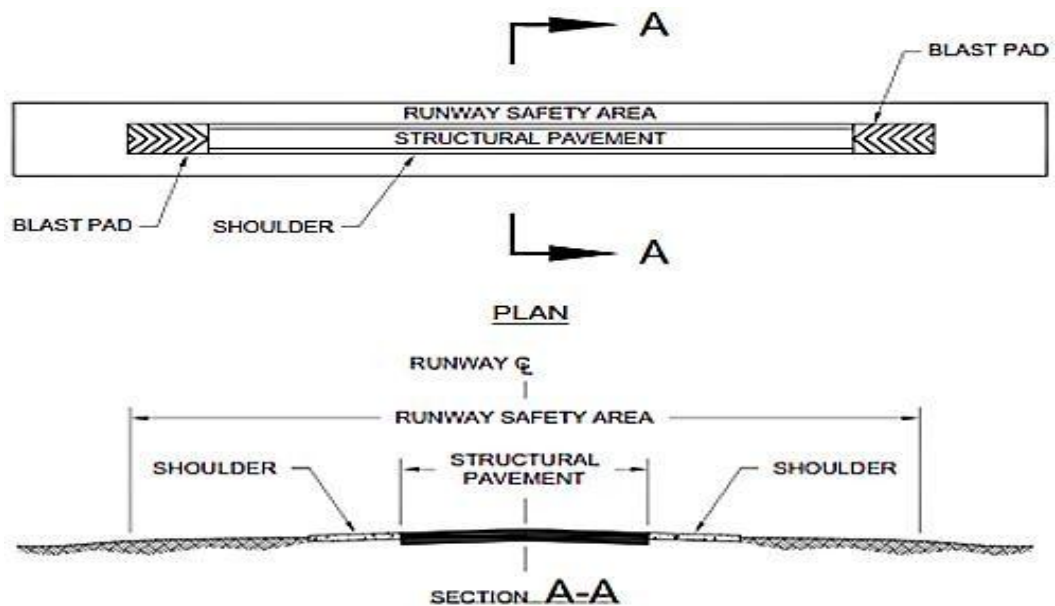 A
BLAST PAD
RUNWAY SAFETY AREA
STRUCTURAL PAVEMENT
BLAST PAD
SHOULDER
A
PLAN
RUNWAY ℄
RUNWAY SAFETY AREA
SHOULDER
STRUCTURAL
PAVEMENT
SHOULDER
SECTION A-A